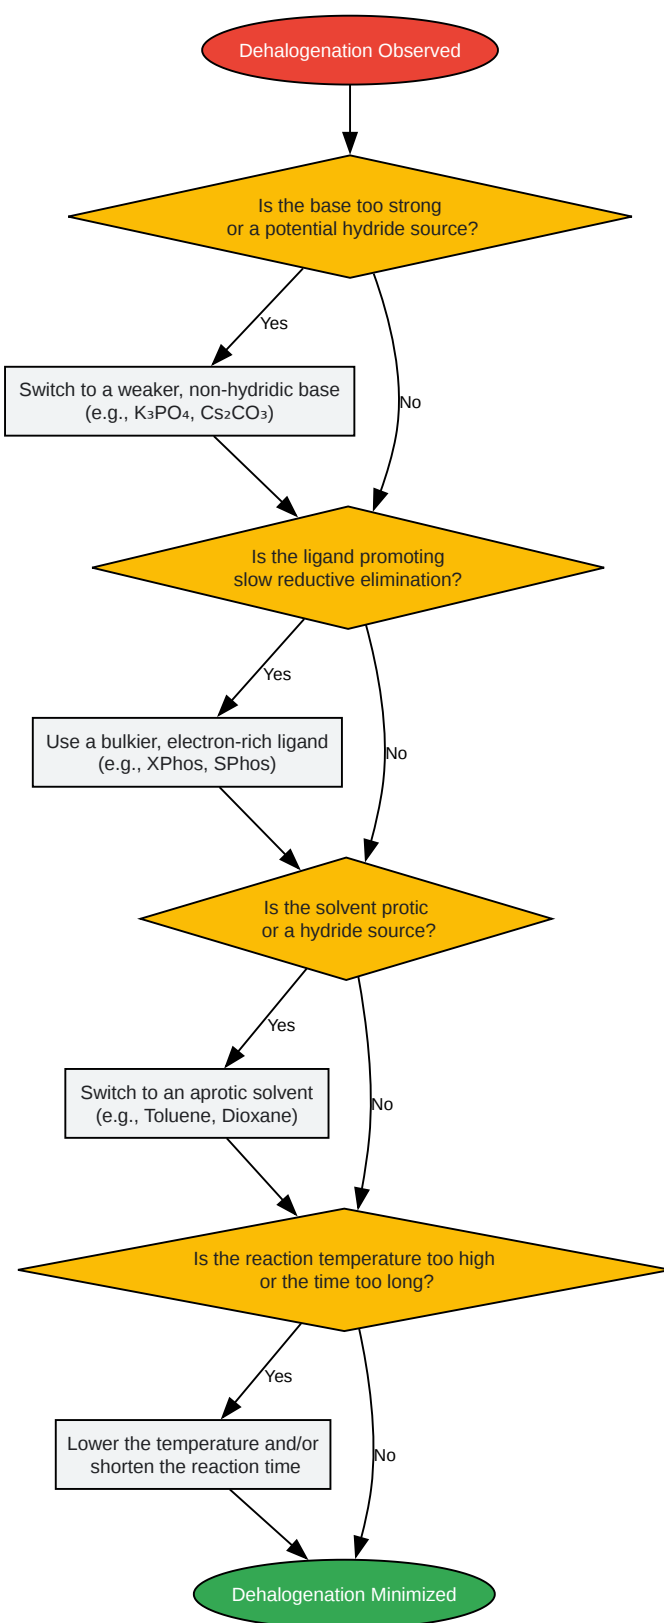 Dehalogenation Observed
Is the base too strong
or a potential hydride source?
Yes
No
Switch to a weaker, non-hydridic base
(e.g., K₃PO₄, Cs₂CO₃)
Is the ligand promoting
slow reductive elimination?
Yes
No
Use a bulkier, electron-rich ligand
(e.g., XPhos, SPhos)
Is the solvent protic
or a hydride source?
Yes
No
Switch to an aprotic solvent
(e.g., Toluene, Dioxane)
Is the reaction temperature too high
or the time too long?
Yes
No
Lower the temperature and/or
shorten the reaction time
Dehalogenation Minimized